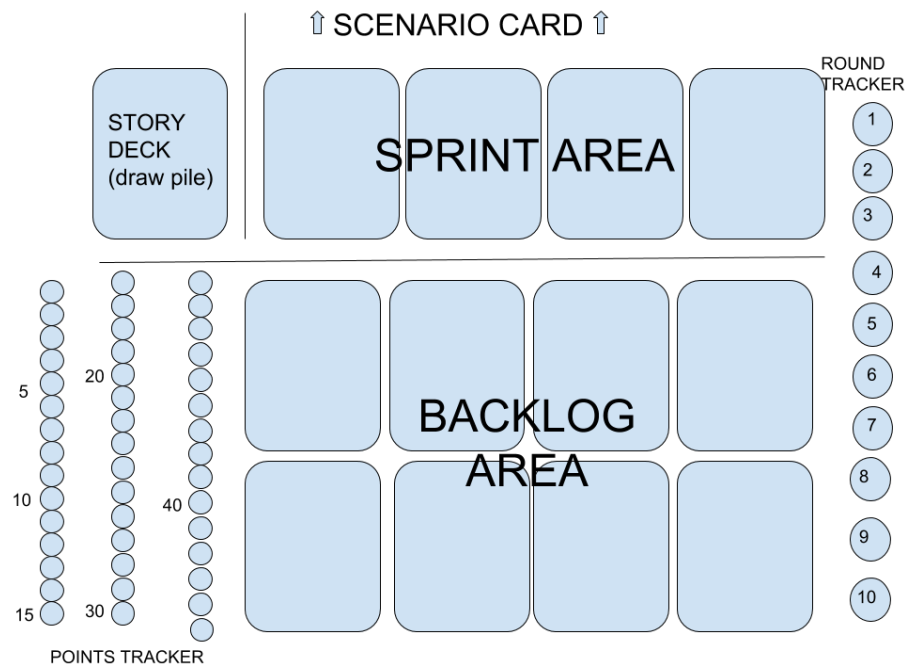 SCENARIO CARD
ROUND
TRACKER
STORY
DECK
(draw pile)
SPRINT AREA
1
2
3
4
5
6
7
8
9
10
BACKLOG
AREA
5
10
15
20
30
40
POINTS TRACKER